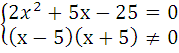 2x² + 5x - 25 = 0
(x - 5)(x + 5) ≠ 0